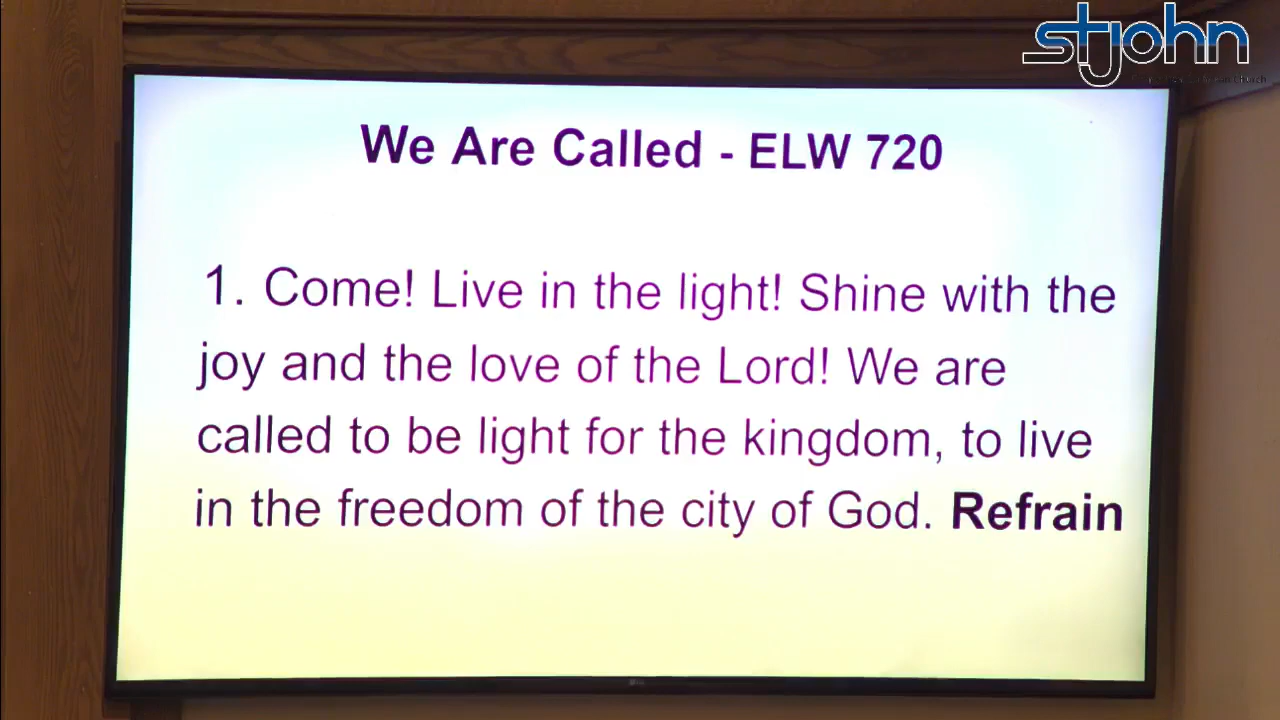 stjohn
We Are Called - ELW 720
1. Come! Live in the light! Shine with the
joy and the love of the Lord! We are
called to be light for the kingdom, to live
in the freedom of the city of God. Refrain